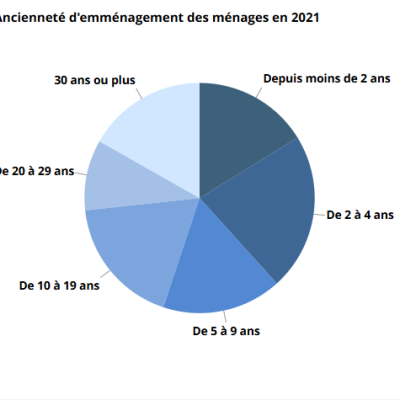 Ancienneté d'emménagement des ménages en 2021
30 ans ou plus
Depuis moins de 2 ans
De 20 à 29 ans
De 2 à 4 ans
De 10 à 19 ans
De 5 à 9 ans